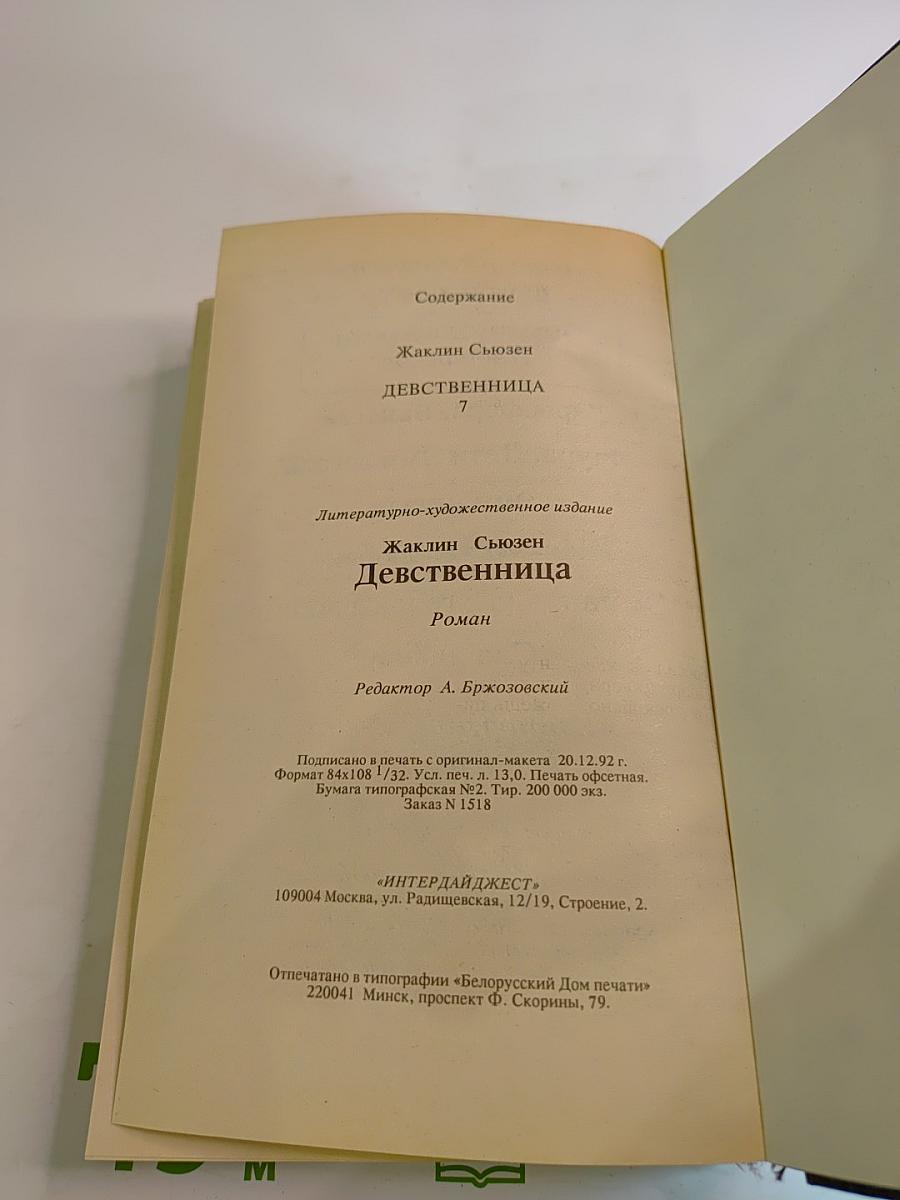 Содержание
Жаклин Сьюзен
ДЕВСТВЕННИЦА
7
Литературно-художественное издание
Жаклин Сьюзен
Девственница
Роман
Редактор А. Бржозовский
Подписано в печать с оригинал-макета 20.12.92 г.
Формат 84х108 1/32. Усл. печ. л. 13,0. Печать офсетная.
Бумага типографская №2. Тир. 200 000 экз.
Заказ N 1518
«ИНТЕРДАЙДЖЕСТ»
109004 Москва, ул. Радищевская, 12/19, Строение, 2.
Отпечатано в типографии «Белорусский Дом печати»
220041 Минск, проспект Ф. Скорины, 79.
м